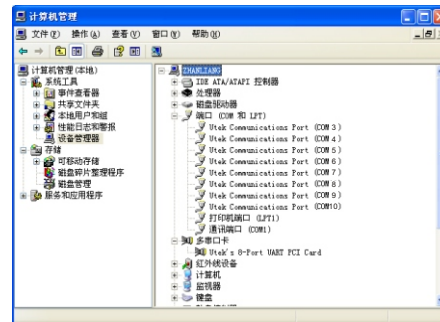 计算机管理
文件(F) 操作(A) 查看(V) 窗口(W) 帮助(H)
计算机管理(本地)
系统工具
事件查看器
共享文件夹
本地用户和组
性能日志和警报
设备管理器
存储
可移动存储
磁盘碎片整理程序
磁盘管理
服务和应用程序
ZHANLIANG
IDE ATA/ATAPI 控制器
处理器
磁盘驱动器
端口 (COM 和 LPT)
Utek Communications Port (COM3)
Utek Communications Port (COM4)
Utek Communications Port (COM5)
Utek Communications Port (COM6)
Utek Communications Port (COM7)
Utek Communications Port (COM8)
Utek Communications Port (COM9)
Utek Communications Port (COM10)
打印机端口 (LPT1)
通讯端口 (COM1)
多串口卡
Utek's 8-Port UART PCI Card
红外线设备
计算机
监视器
键盘